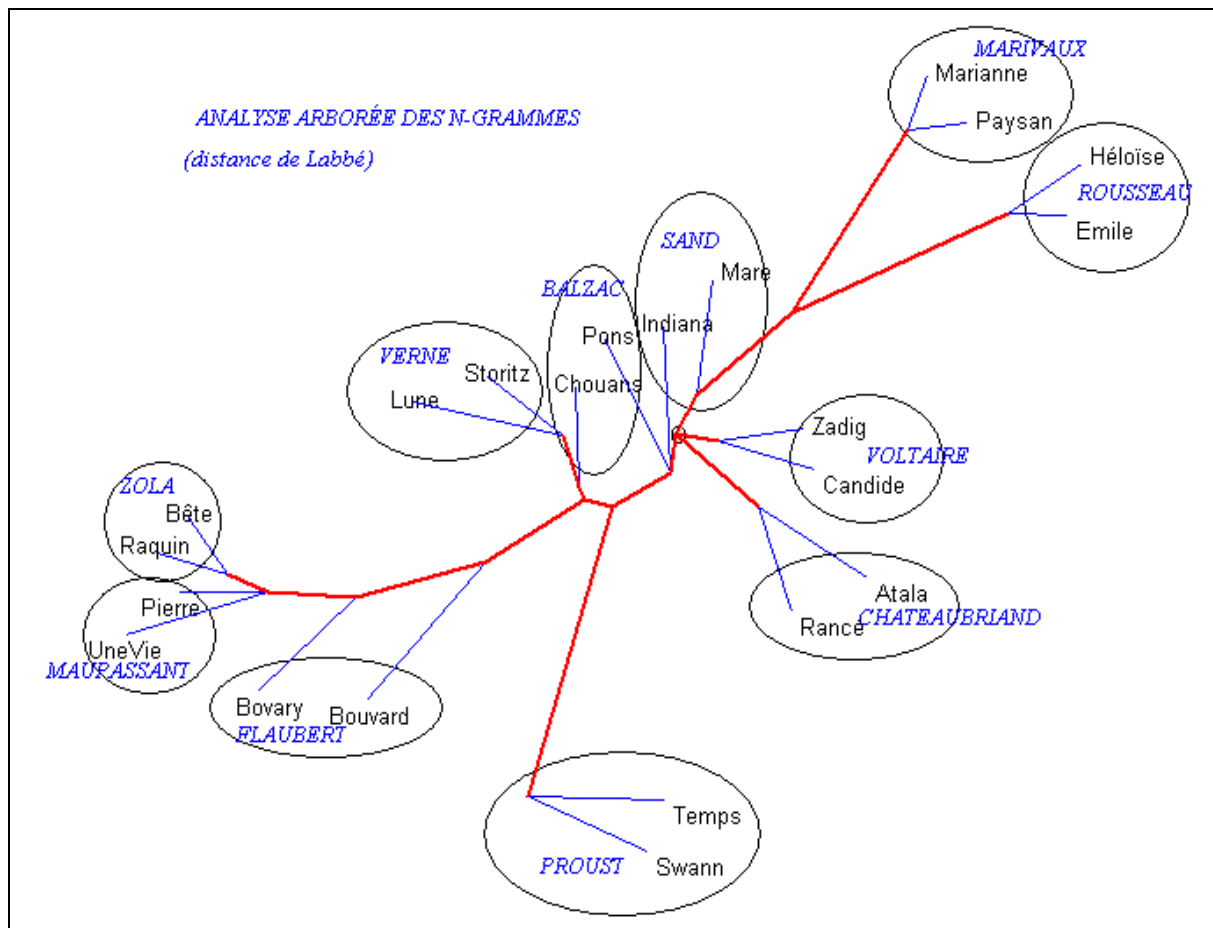 MARIVAUX
Marianne
ANALYSE ARBORÉE DES N-GRAMMES
Paysan
(distance de Labbé)
Héloïse
ROUSSEAU
Emile
SAND
Mare
BALZAC
Indiana
Pons
VERNE
Storitz
Chouans
Lune
Zadig
VOLTAIRE
Candide
ZOLA
Bête
Raquin
Pierre
UneVie
MAUPASSANT
Atala
CHATEAUBRIAND
Rance
Bovary
Bouvard
FLAUBERT
Temps
PROUST
Swann